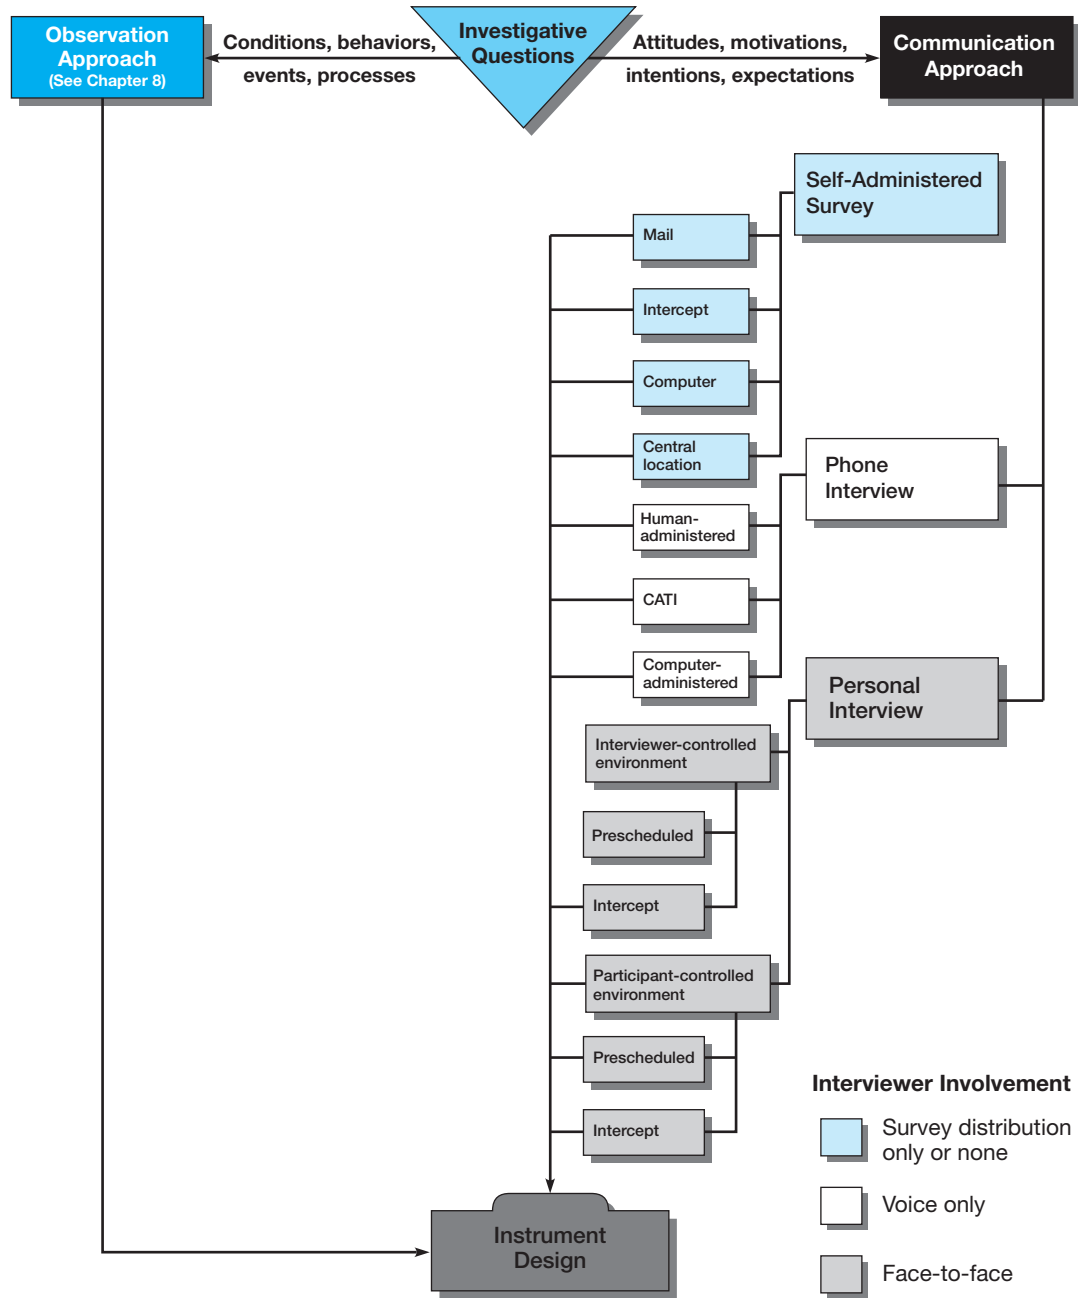 Observation
Approach
(See Chapter 8)
Conditions, behaviors,
events, processes
Investigative
Questions
Attitudes, motivations,
intentions, expectations
Communication
Approach
Self-Administered
Survey
Mail
Intercept
Computer
Central
location
Phone
Interview
Human-
administered
CATI
Computer-
administered
Personal
Interview
Interviewer-controlled
environment
Prescheduled
Intercept
Participant-controlled
environment
Prescheduled
Intercept
Instrument
Design
Interviewer Involvement
Survey distribution
only or none
Voice only
Face-to-face